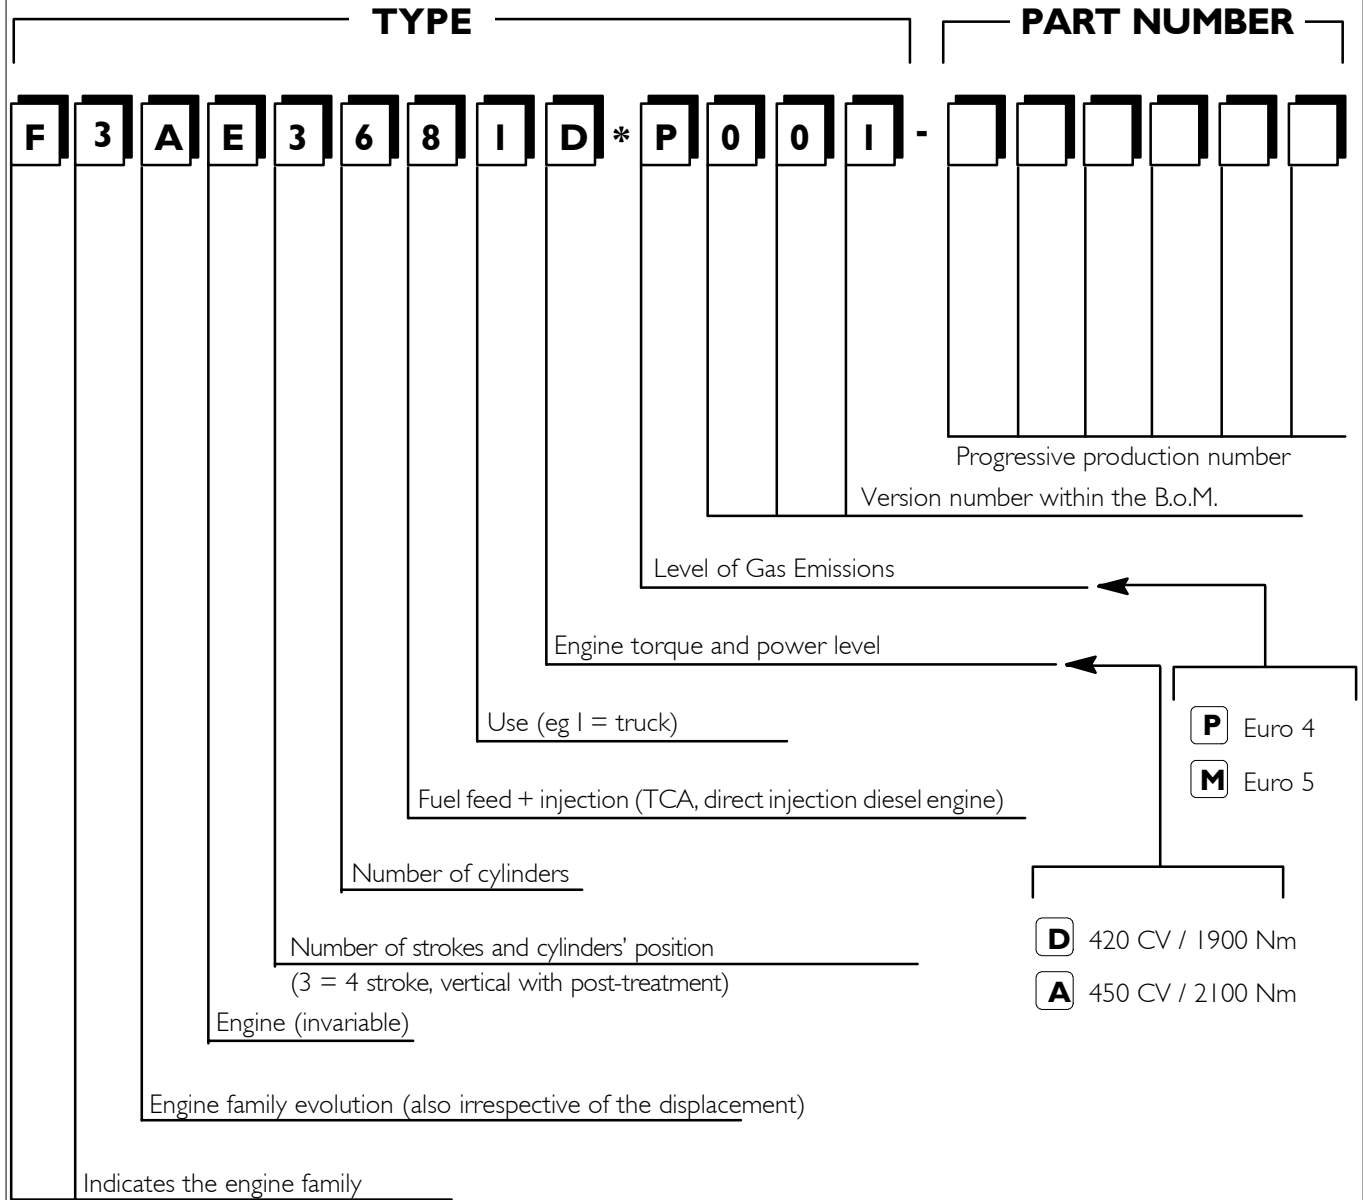 TYPE PART NUMBER
F 3 A E 3 6 8 I D * P 0 0 I -
Progressive production number
Version number within the B.o.M.
Level of Gas Emissions
Engine torque and power level
Use (eg I = truck)
P Euro 4
M Euro 5
Fuel feed + injection (TCA, direct injection diesel engine)
Number of cylinders
D 420 CV / 1900 Nm
A 450 CV / 2100 Nm
Number of strokes and cylinders' position
(3 = 4 stroke, vertical with post-treatment)
Engine (invariable)
Engine family evolution (also irrespective of the displacement)
Indicates the engine family